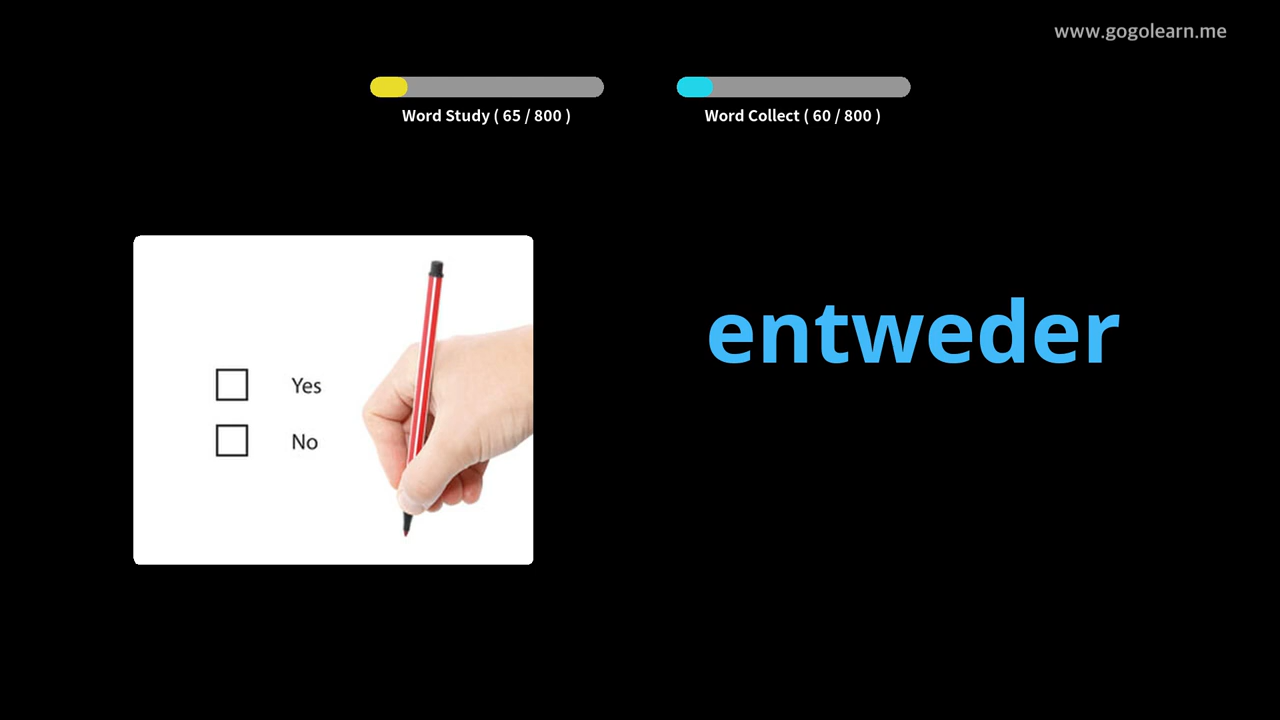 www.gogolearn.me
Word Study ( 65 / 800 )
Word Collect ( 60 / 800 )
Yes
No
entweder